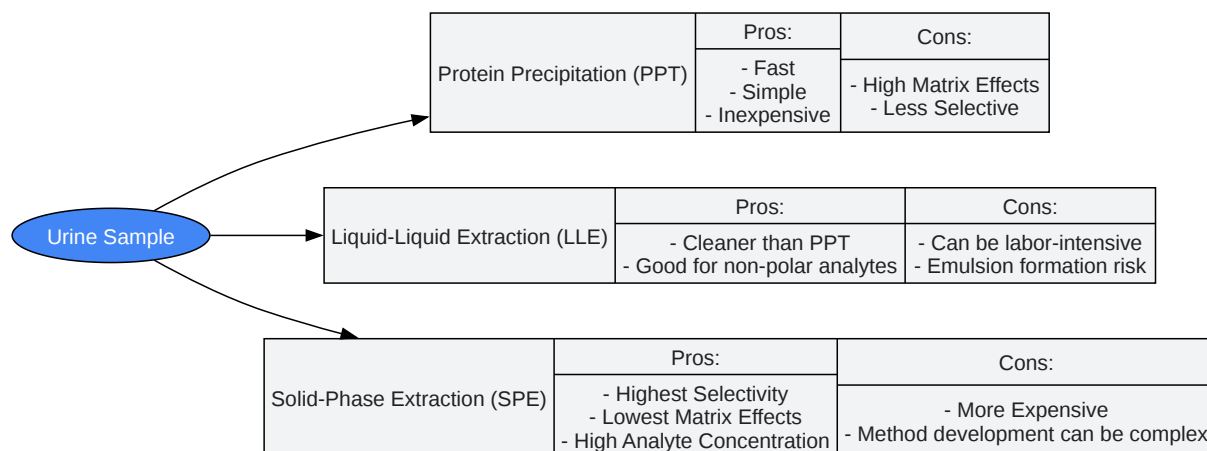 Urine Sample
Protein Precipitation (PPT)
Pros:
- Fast
- Simple
- Inexpensive
Cons:
- High Matrix Effects
- Less Selective
Liquid-Liquid Extraction (LLE)
Pros:
- Cleaner than PPT
- Good for non-polar analytes
Cons:
- Can be labor-intensive
- Emulsion formation risk
Solid-Phase Extraction (SPE)
Pros:
- Highest Selectivity
- Lowest Matrix Effects
- High Analyte Concentration
Cons:
- More Expensive
- Method development can be complex